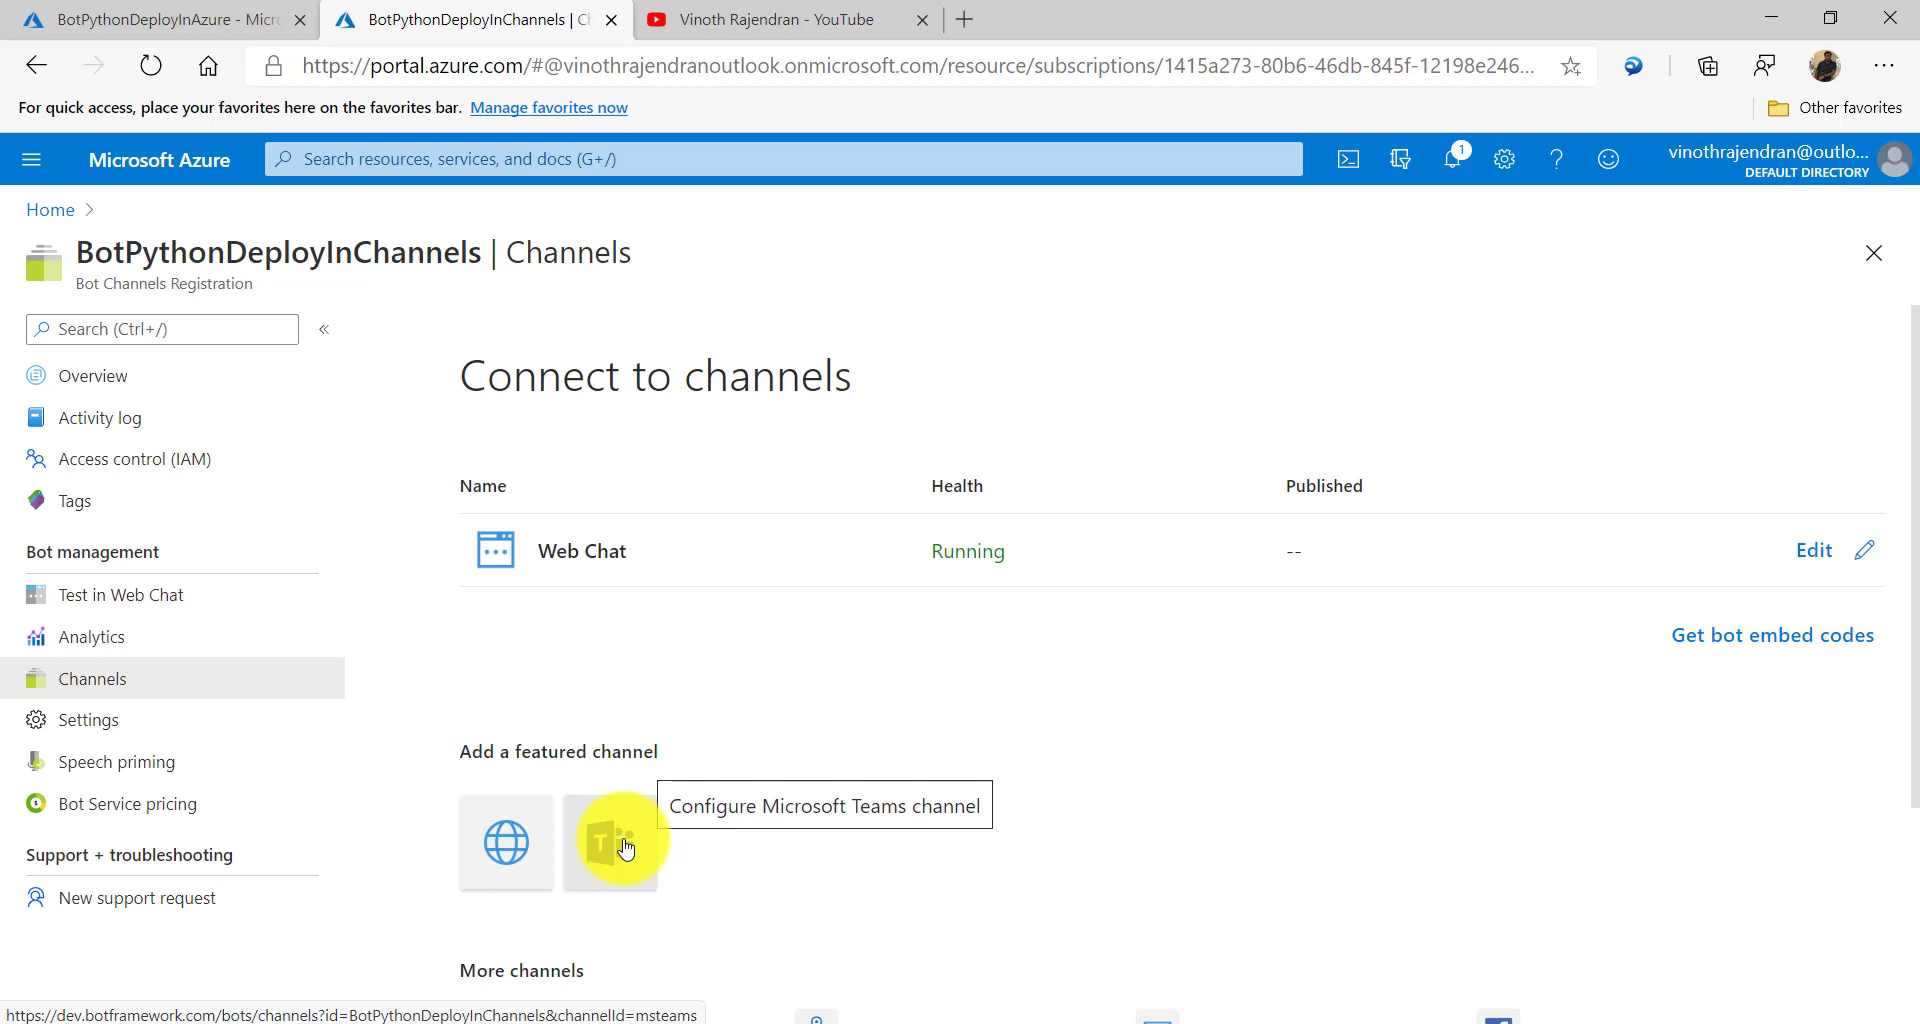 BotPythonDeployInAzure - Micr
BotPythonDeployInChannels | Ch
Vinoth Rajendran - YouTube
https://portal.azure.com/#@vinothrajendranoutlook.onmicrosoft.com/resource/subscriptions/1415a273-80b6-46db-845f-12198e246...
For quick access, place your favorites here on the favorites bar. Manage favorites now
Other favorites
Microsoft Azure
Search resources, services, and docs (G+/)
1
vinothrajendran@outlo...
DEFAULT DIRECTORY
Home
BotPythonDeployInChannels | Channels
Bot Channels Registration
Search (Ctrl+/)
«
Overview
Activity log
Access control (IAM)
Tags
Bot management
Test in Web Chat
Analytics
Channels
Settings
Speech priming
Bot Service pricing
Support + troubleshooting
New support request
Connect to channels
Name Health Published
Web Chat Running -- Edit
Get bot embed codes
Add a featured channel
Configure Microsoft Teams channel
T
More channels
https://dev.botframework.com/bots/channels?id=BotPythonDeployInChannels&channelId=msteams